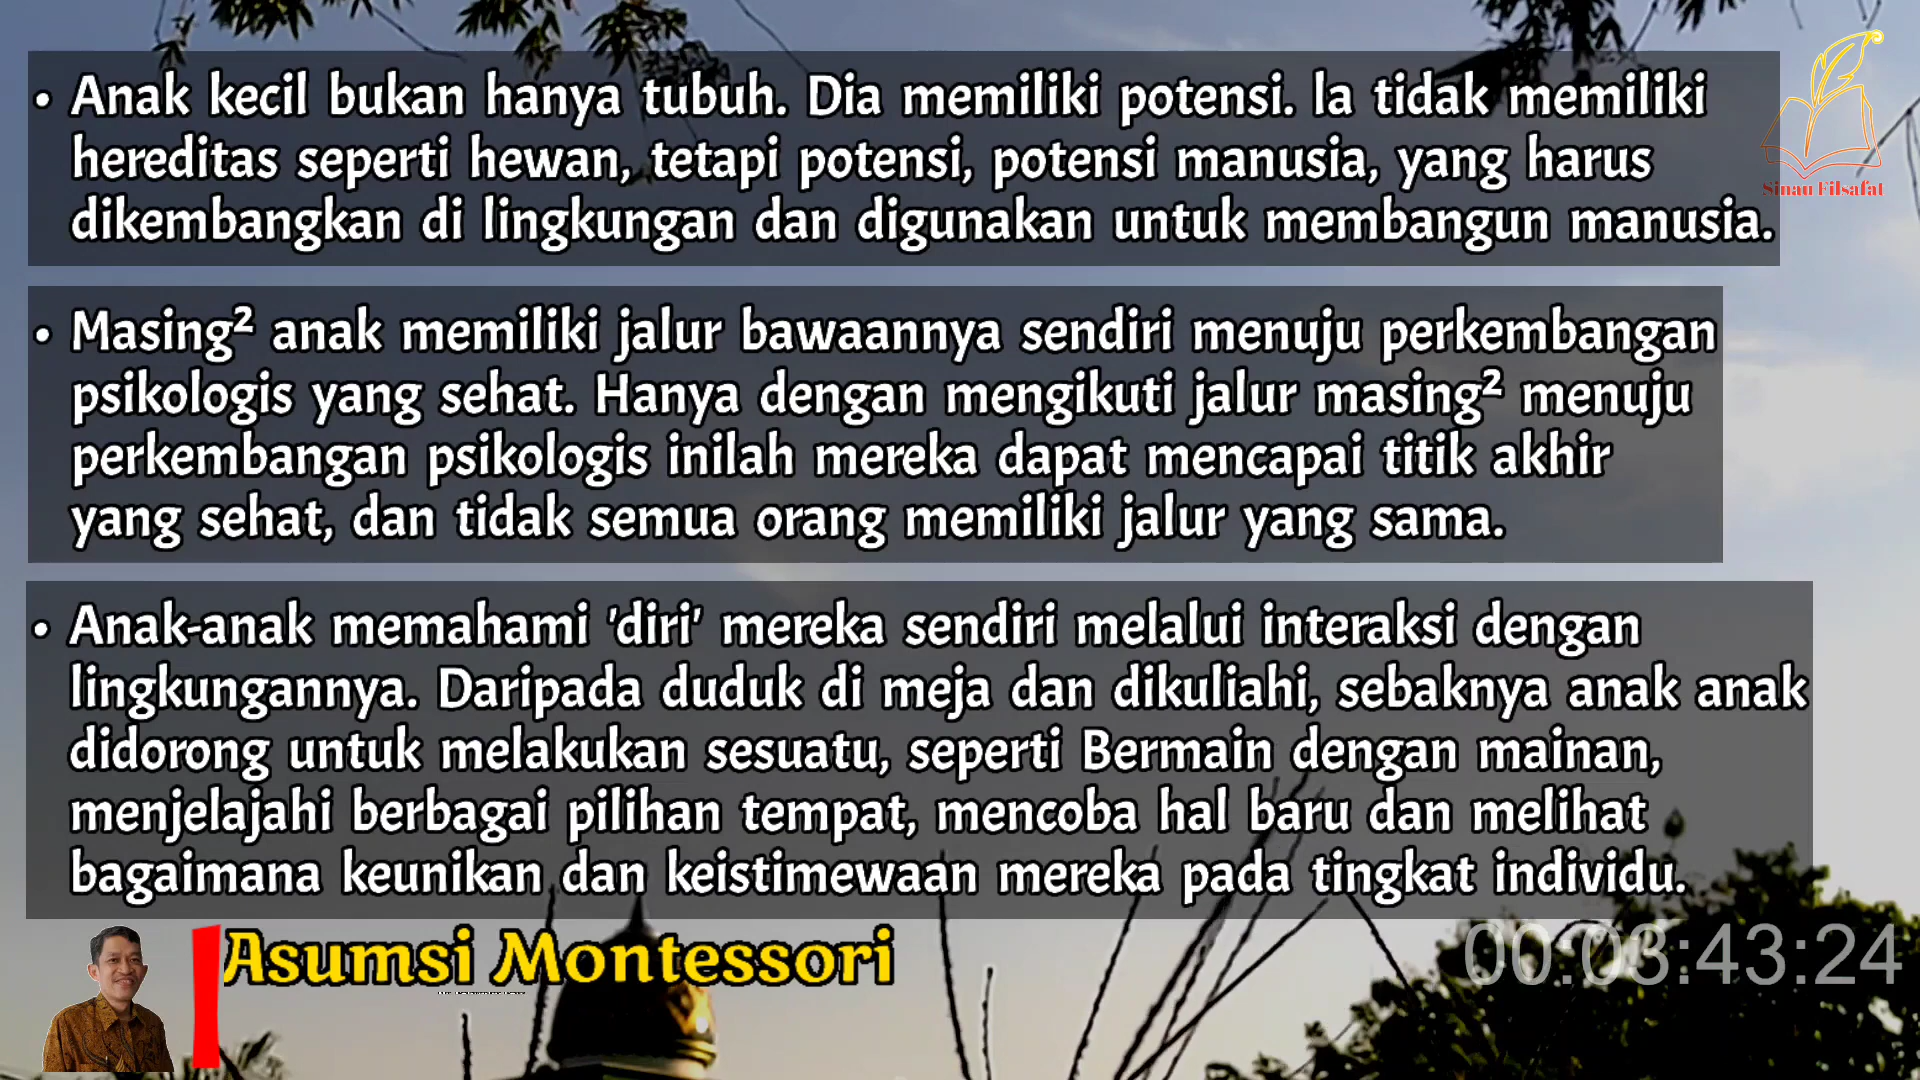 • Anak kecil bukan hanya tubuh. Dia memiliki potensi. la tidak memiliki
hereditas seperti hewan, tetapi potensi, potensi manusia, yang harus
dikembangkan di lingkungan dan digunakan untuk membangun manusia.
Sinau Filsafat
• Masing² anak memiliki jalur bawaannya sendiri menuju perkembangan
psikologis yang sehat. Hanya dengan mengikuti jalur masing² menuju
perkembangan psikologis inilah mereka dapat mencapai titik akhir
yang sehat, dan tidak semua orang memiliki jalur yang sama.
• Anak-anak memahami 'diri' mereka sendiri melalui interaksi dengan
lingkungannya. Daripada duduk di meja dan dikuliahi, sebaknya anak anak
didorong untuk melakukan sesuatu, seperti Bermain dengan mainan,
menjelajahi berbagai pilihan tempat, mencoba hal baru dan melihat
bagaimana keunikan dan keistimewaan mereka pada tingkat individu.
Asumsi Montessori
00:03:43:24